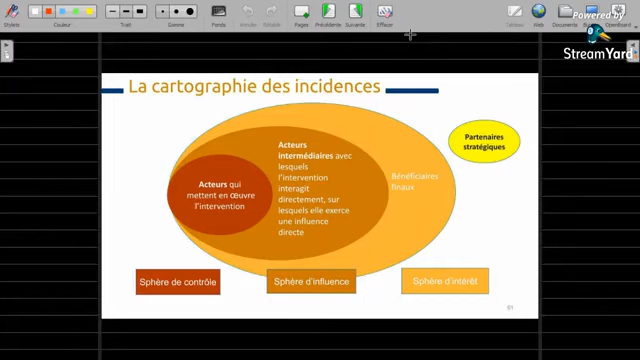 Stylets
Couleur
Trait
Gomme
Fonds
Annuler
Rétablir
Pages
Précédente
Suivante
Effacer
Tableau
Web
Documents
OpenBoard
Powered by
StreamYard
La cartographie des incidences
Acteurs qui
mettent en œuvre
l'intervention
Acteurs
intermédiaires avec
lesquels
l'intervention
interagit
directement, sur
lesquels elle exerce
une influence
directe
Bénéficiaires
finaux
Partenaires
stratégiques
Sphère de contrôle
Sphère d'influence
Sphère d'intérêt